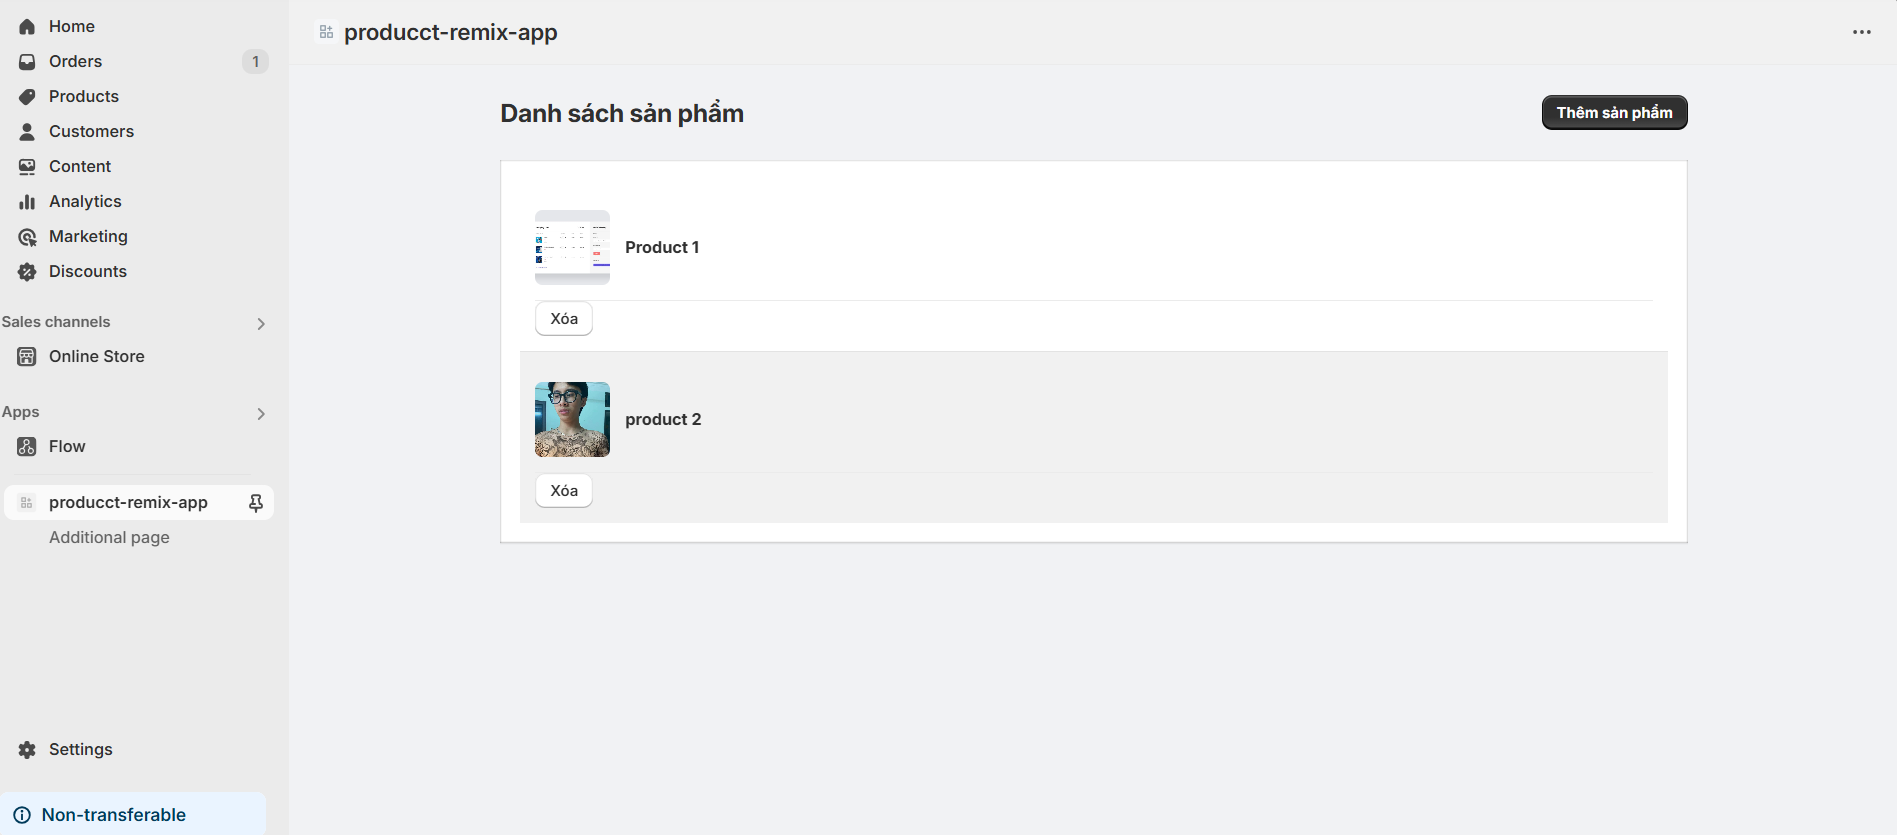 Home
Orders
1
Products
Customers
Content
Analytics
Marketing
Discounts
Sales channels
Online Store
Apps
Flow
producct-remix-app
Additional page
Settings
Non-transferable
producct-remix-app
Danh sách sản phẩm
Thêm sản phẩm
Product 1
Xóa
product 2
Xóa